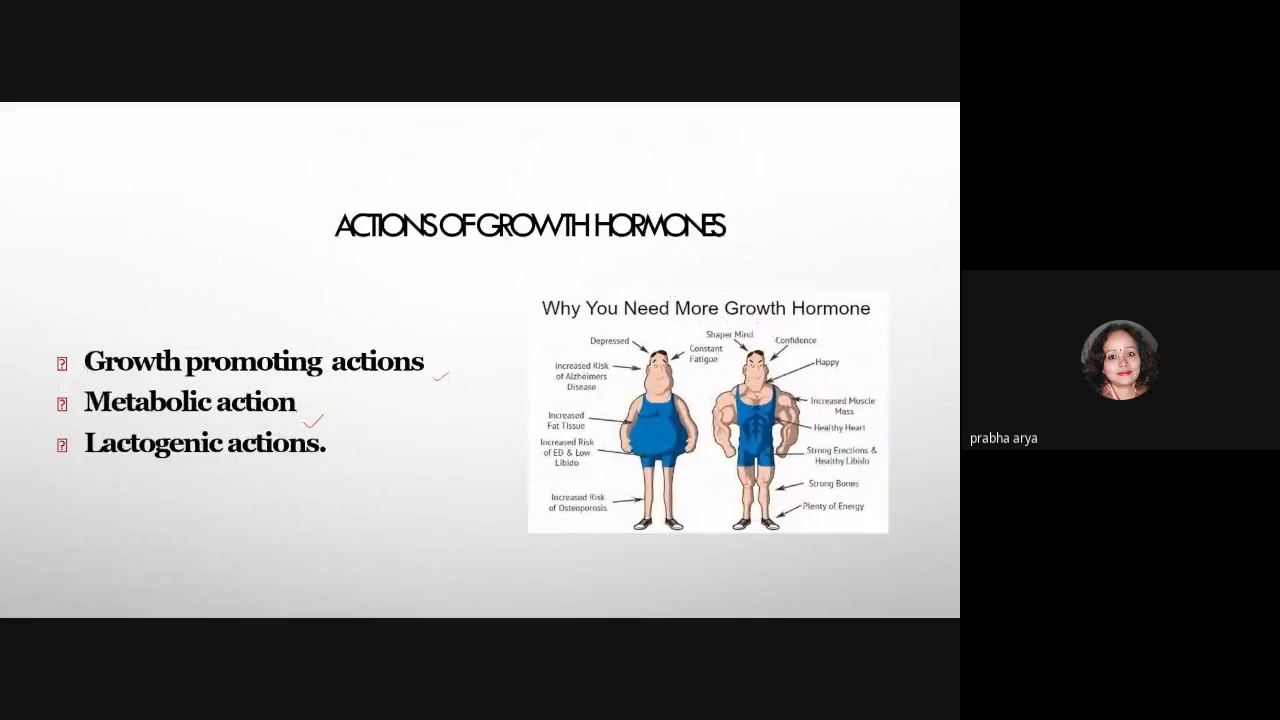 ACTIONS OF GROWTH HORMONES
Growth promoting actions
Metabolic action
Lactogenic actions.
Why You Need More Growth Hormone
Depressed
Constant
Fatigue
Increased Risk
of Alzheimers
Disease
Increased
Fat Tissue
Increased Risk
of ED & Low
Libido
Increased Risk
of Osteoporosis
Shaper Mind
Confidence
Happy
Increased Muscle
Mass
Healthy Heart
Strong Erections &
Healthy Libido
Strong Bones
Plenty of Energy
prabha arya